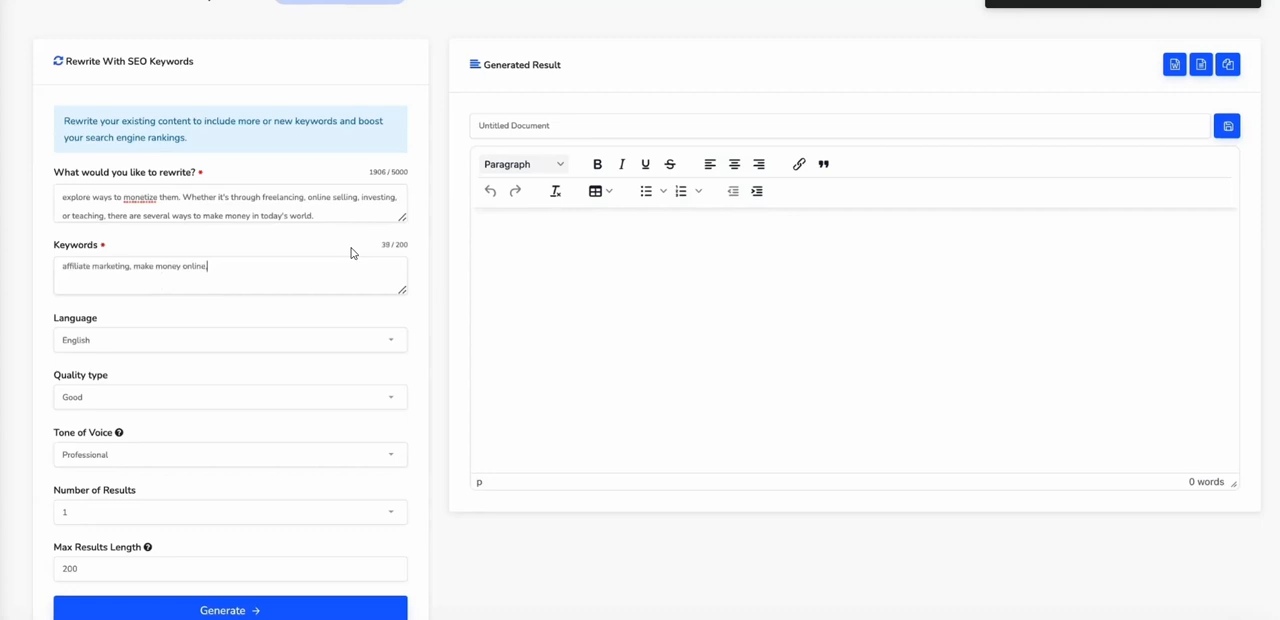 Rewrite With SEO Keywords
Rewrite your existing content to include more or new keywords and boost
your search engine rankings.
What would you like to rewrite? •
1906 / 5000
explore ways to monetize them. Whether it's through freelancing, online selling, investing,
or teaching, there are several ways to make money in today's world.
Keywords •
39 / 200
affiliate marketing, make money online,
Language
English
Quality type
Good
Tone of Voice
Professional
Number of Results
1
Max Results Length
200
Generate →
Generated Result
Untitled Document
Paragraph
B I U S
p
0 words